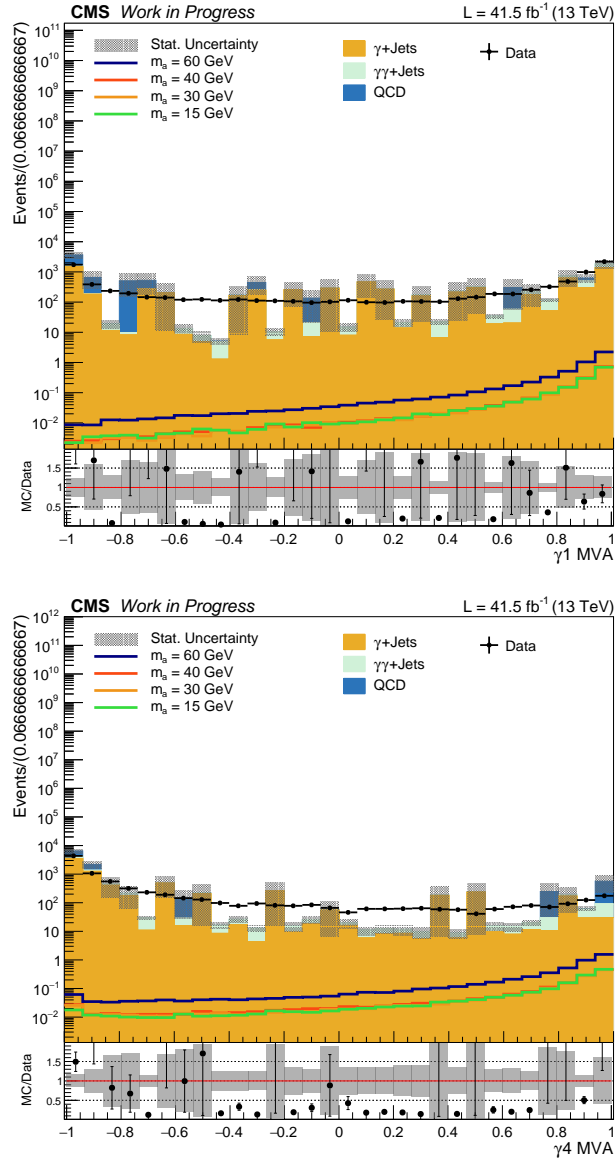 CMS Work in Progress L = 41.5 fb⁻¹ (13 TeV)
Events/(0.0666666666666667)
Stat. Uncertainty
mₐ = 60 GeV
mₐ = 40 GeV
mₐ = 30 GeV
mₐ = 15 GeV
γ+Jets
γγ+Jets
QCD
Data
10¹¹
10¹⁰
10⁹
10⁸
10⁷
10⁶
10⁵
10⁴
10³
10²
10
1
10⁻¹
10⁻²
MC/Data
1.5
1
0.5
−1 −0.8 −0.6 −0.4 −0.2 0 0.2 0.4 0.6 0.8 1
γ1 MVA
CMS Work in Progress L = 41.5 fb⁻¹ (13 TeV)
Events/(0.0666666666666667)
Stat. Uncertainty
mₐ = 60 GeV
mₐ = 40 GeV
mₐ = 30 GeV
mₐ = 15 GeV
γ+Jets
γγ+Jets
QCD
Data
10¹²
10¹¹
10¹⁰
10⁹
10⁸
10⁷
10⁶
10⁵
10⁴
10³
10²
10
1
10⁻¹
10⁻²
MC/Data
1.5
1
0.5
−1 −0.8 −0.6 −0.4 −0.2 0 0.2 0.4 0.6 0.8 1
γ4 MVA